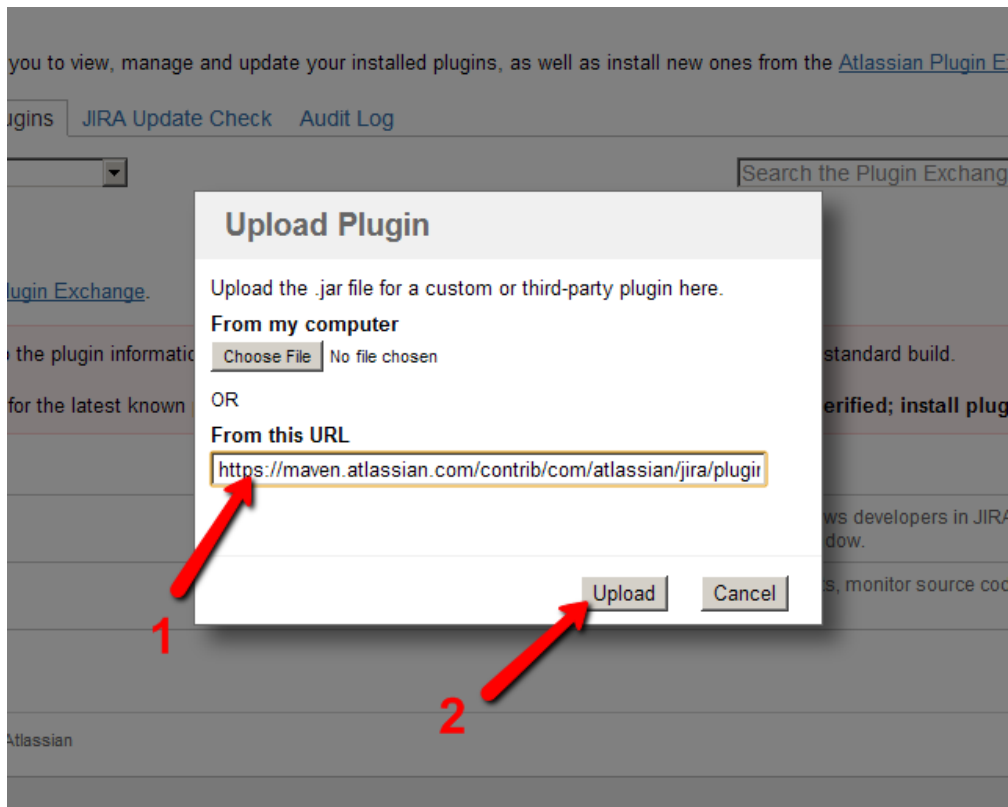 you to view, manage and update your installed plugins, as well as install new ones from the Atlassian Plugin E
ugins JIRA Update Check Audit Log
Search the Plugin Exchang
Upload Plugin
lugin Exchange.
Upload the .jar file for a custom or third-party plugin here.
From my computer
the plugin informatic
Choose File No file chosen
standard build.
for the latest known
OR
erified; install plug
From this URL
https://maven.atlassian.com/contrib/com/atlassian/jira/plugin
ws developers in JIRA
dow.
Upload Cancel
s, monitor source coo
1
2
Atlassian